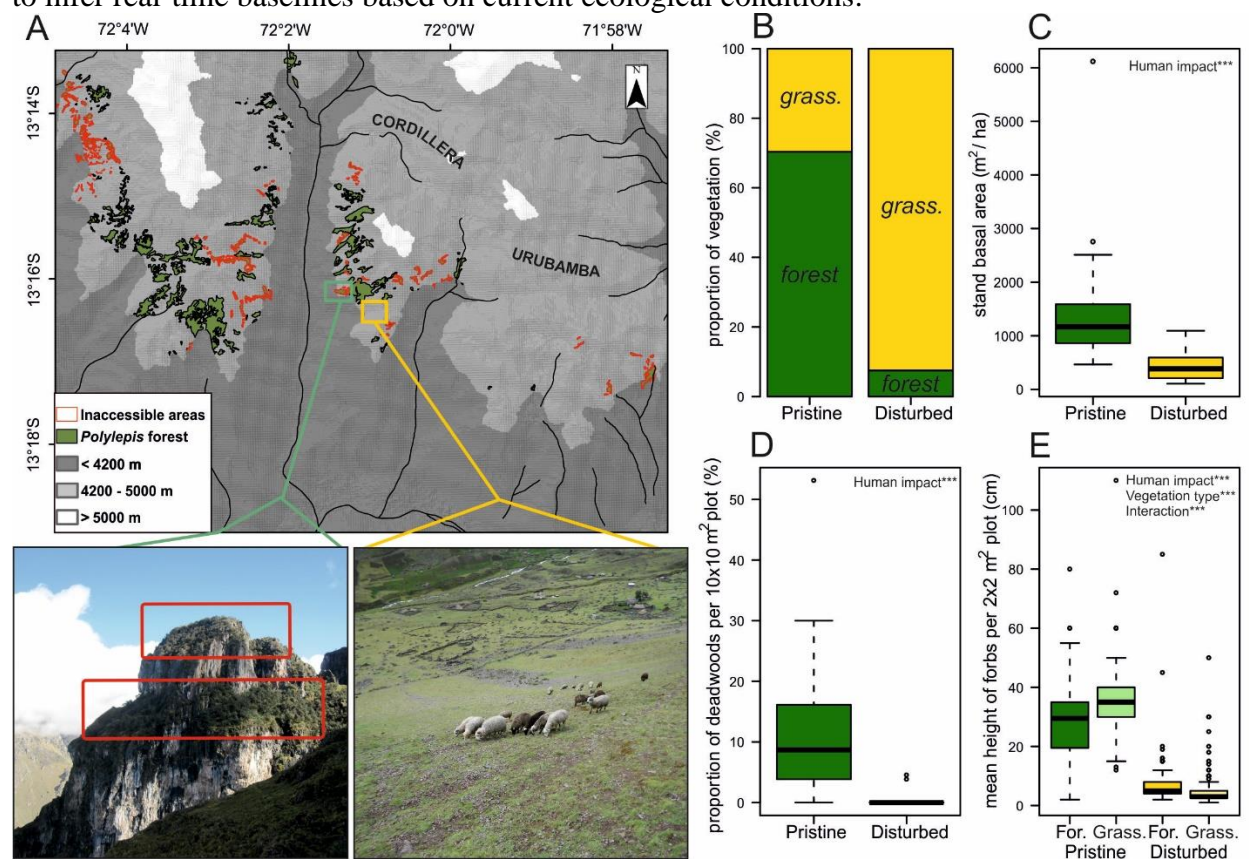 to infer real-time baselines based on current ecological conditions.
A
72°4'W 72°2'W 72°0'W 71°58'W
13°14'S
13°16'S
13°18'S
CORDILLERA
URUBAMBA
Inaccessible areas
Polylepis forest
< 4200 m
4200 - 5000 m
> 5000 m
B
proportion of vegetation (%)
100
80
60
40
20
0
grass.
forest
grass.
forest
Pristine Disturbed
C
stand basal area (m²/ ha)
Human impact***
6000
5000
4000
3000
2000
1000
0
Pristine Disturbed
D
proportion of deadwoods per 10x10 m² plot (%)
Human impact***
50
40
30
20
10
0
Pristine Disturbed
E
mean height of forbs per 2x2 m² plot (cm)
Human impact***
Vegetation type***
Interaction***
100
80
60
40
20
0
For. Grass. For. Grass.
Pristine Disturbed